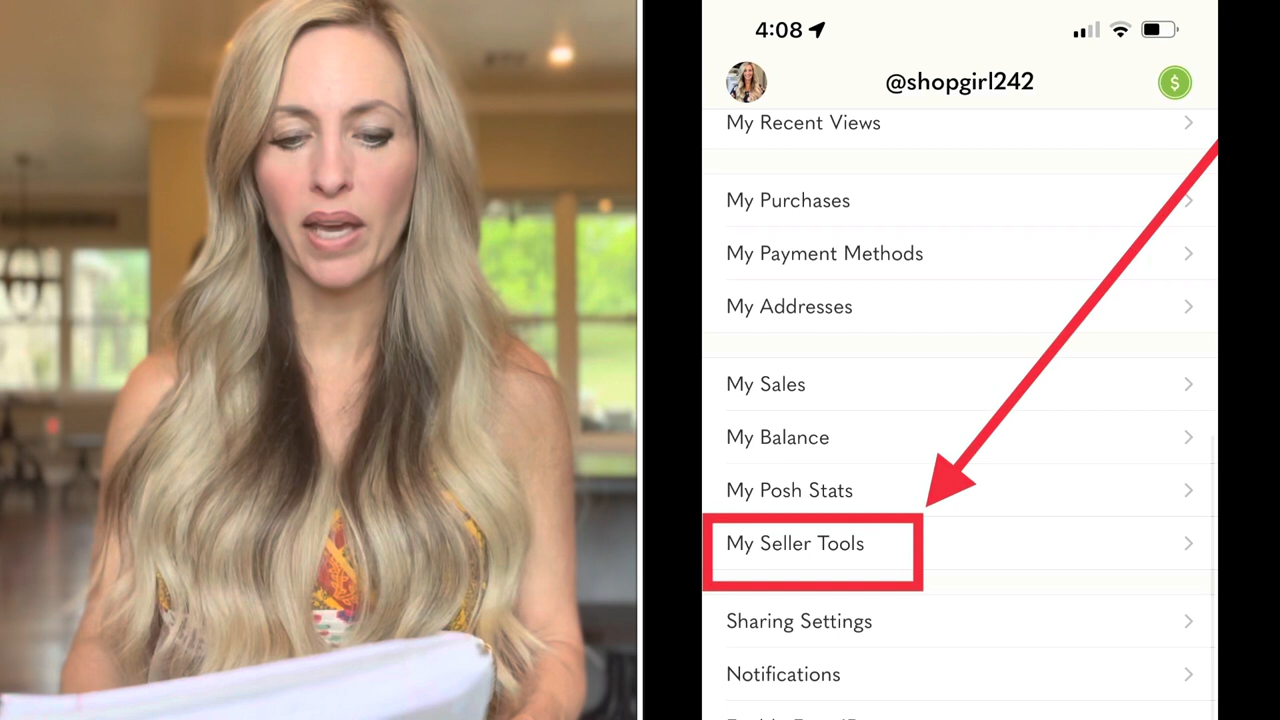 4:08
@shopgirl242
$
My Recent Views
My Purchases
My Payment Methods
My Addresses
My Sales
My Balance
My Posh Stats
My Seller Tools
Sharing Settings
Notifications